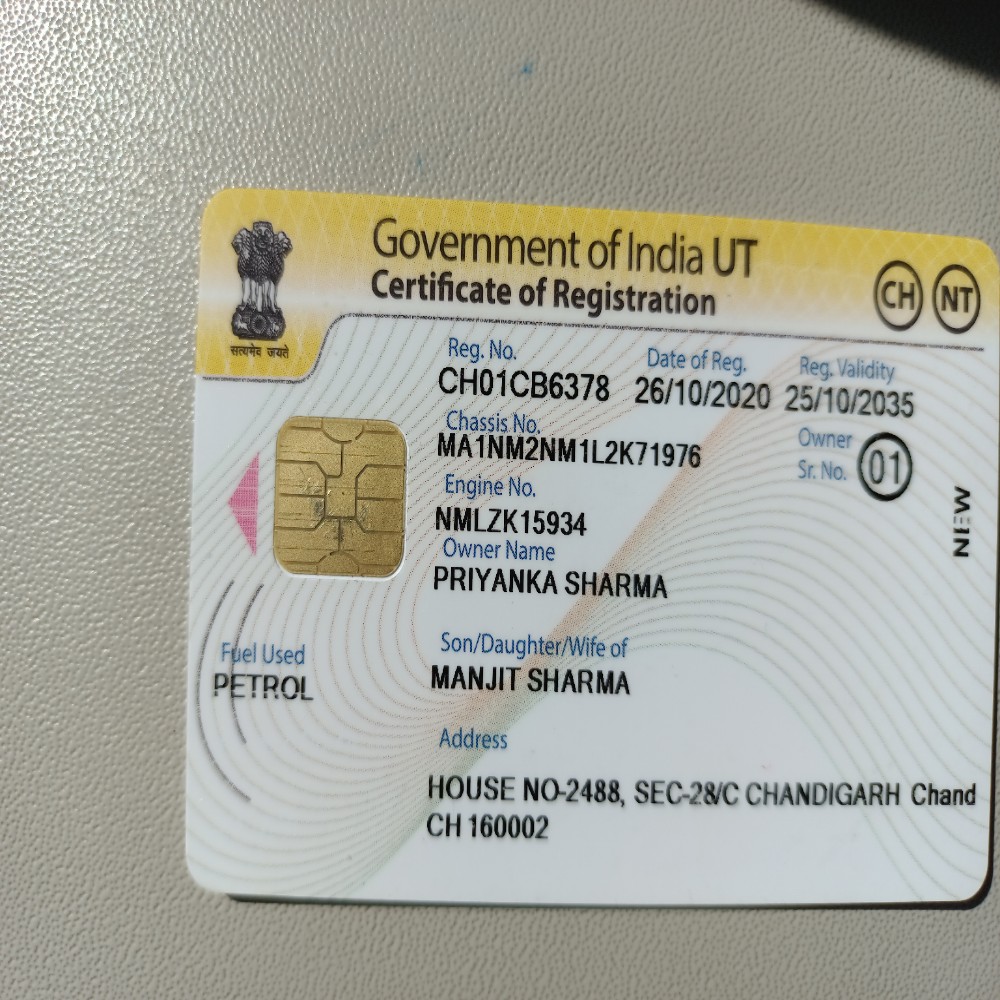 Government of India UT
Certificate of Registration
CH NT
सत्यमेव जयते
Reg. No. Date of Reg. Reg. Validity
CH01CB6378 26/10/2020 25/10/2035
Chassis No. Owner
MA1NM2NM1L2K71976 Sr. No. 01
Engine No.
NMLZK15934
NEW
Owner Name
PRIYANKA SHARMA
Son/Daughter/Wife of
Fuel Used
MANJIT SHARMA
PETROL
Address
HOUSE NO-2488, SEC-28/C CHANDIGARH Chand
CH 160002